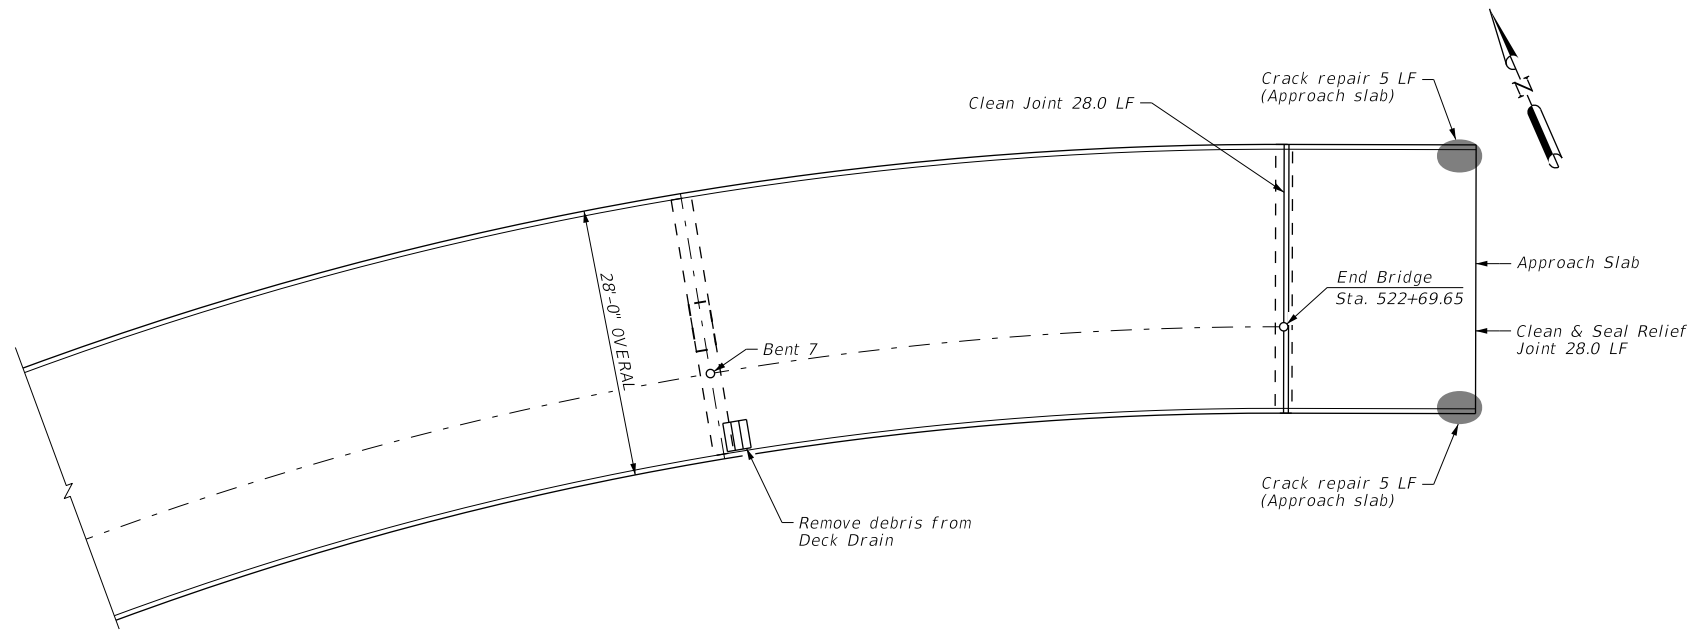 Crack repair 5 LF
(Approach slab)
Clean Joint 28.0 LF
N
Approach Slab
End Bridge
Sta. 522+69.65
28'-0" OVERAL
Clean & Seal Relief
Joint 28.0 LF
Bent 7
Crack repair 5 LF
(Approach slab)
Remove debris from
Deck Drain